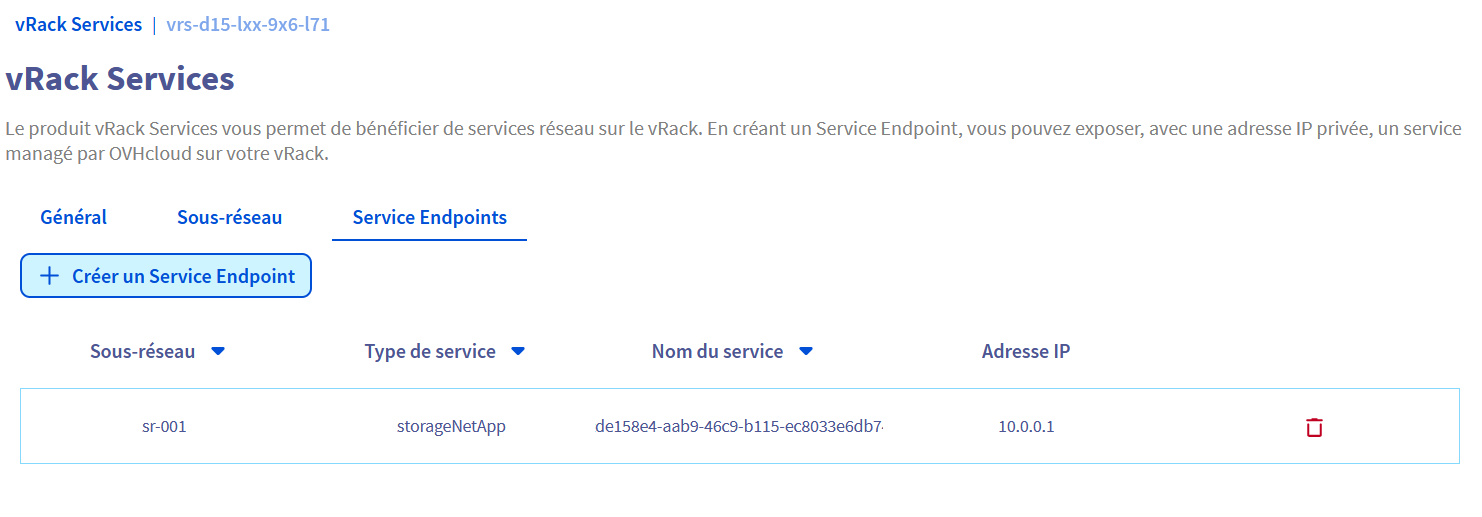 vRack Services | vrs-d15-lxx-9x6-l71
vRack Services
Le produit vRack Services vous permet de bénéficier de services réseau sur le vRack. En créant un Service Endpoint, vous pouvez exposer, avec une adresse IP privée, un service
managé par OVHcloud sur votre vRack.
Général Sous-réseau Service Endpoints
+ Créer un Service Endpoint
Sous-réseau Type de service Nom du service Adresse IP
sr-001 storageNetApp de158e4-aab9-46c9-b115-ec8033e6db7 10.0.0.1